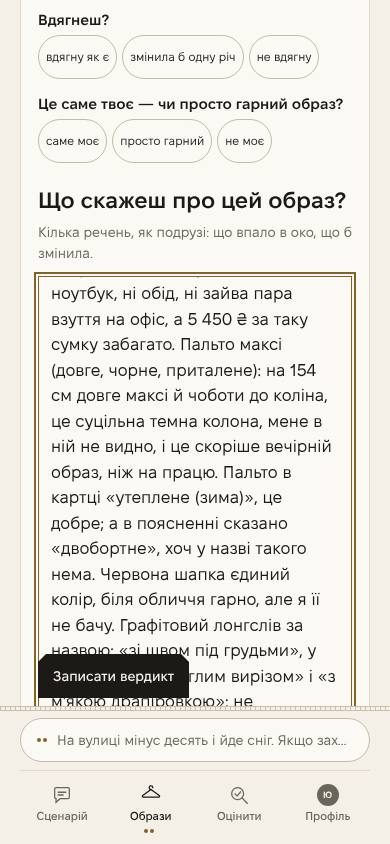 Вдягнеш?
вдягну як є
змінила б одну річ
не вдягну
Це саме твоє — чи просто гарний образ?
саме моє
просто гарний
не моє
Що скажеш про цей образ?
Кілька речень, як подрузі: що впало в око, що б
змінила.
ноутбук, ні обід, ні зайва пара
взуття на офіс, а 5 450 ₴ за таку
сумку забагато. Пальто максі
(довге, чорне, приталене): на 154
см довге максі й чоботи до коліна,
це суцільна темна колона, мене в
ній не видно, і це скоріше вечірній
образ, ніж на працю. Пальто в
картці «утеплене (зима)», це
добре; а в поясненні сказано
«двобортне», хоч у назві такого
нема. Червона шапка єдиний
колір, біля обличчя гарно, але я її
не бачу. Графітовий лонгслів за
назвою: «зі швом під грудьми», у
Записати вердикт
вирізом» і «з
м'якою драпіровкою»; не
На вулиці мінус десять і йде сніг. Якщо зах...
Сценарій
Образи
Оцінити
Ю
Профіль